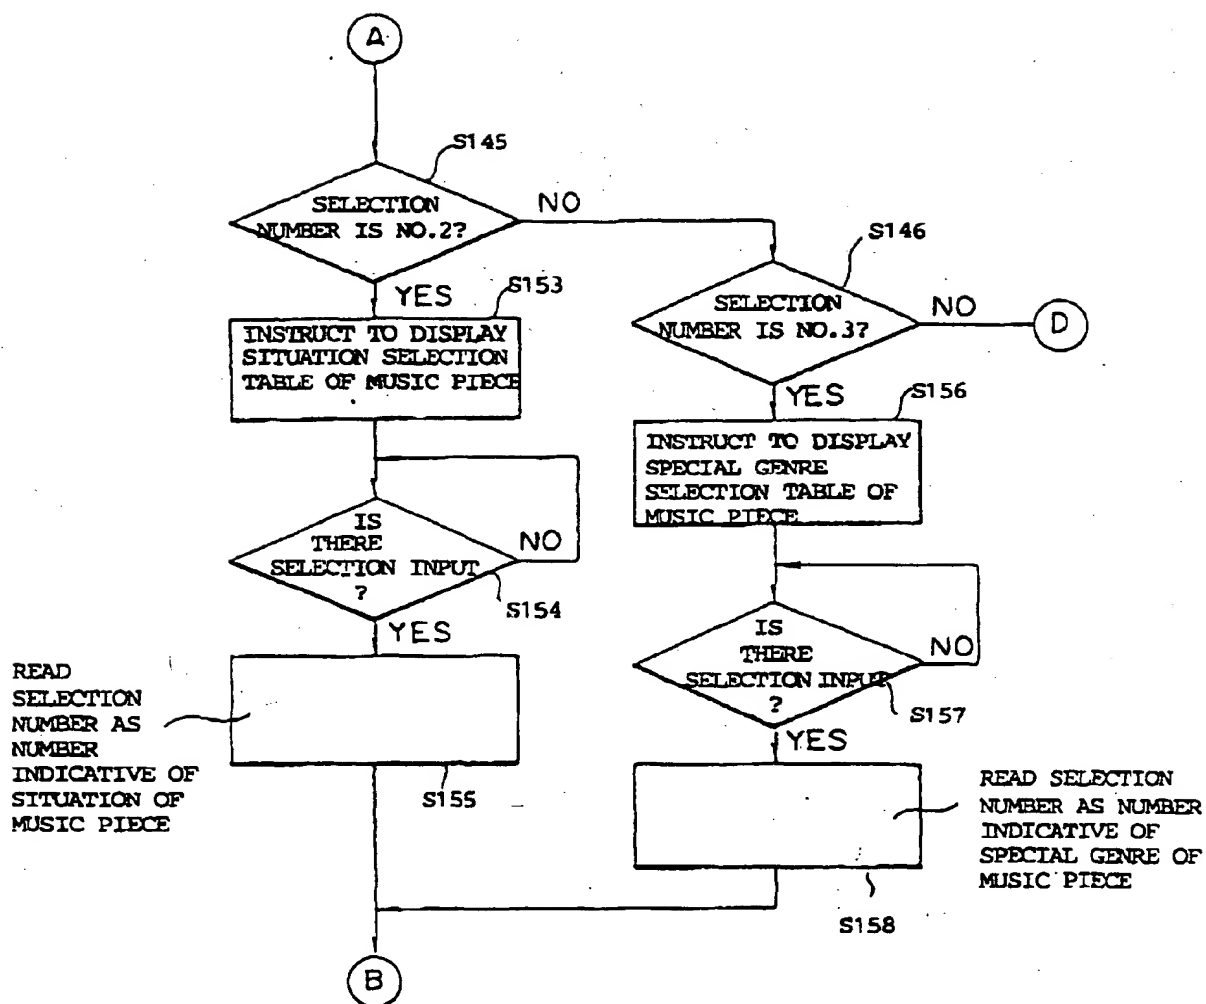 A
S145
SELECTION
NUMBER IS NO.2?
NO
S146
SELECTION
NUMBER IS NO.3?
NO
D
YES
S153
INSTRUCT TO DISPLAY
SITUATION SELECTION
TABLE OF MUSIC PIECE
YES
S156
INSTRUCT TO DISPLAY
SPECIAL GENRE
SELECTION TABLE OF
MUSIC PIECE
IS
THERE
SELECTION INPUT
?
NO
S154
YES
IS
THERE
SELECTION INPUT
?
NO
S157
YES
READ
SELECTION
NUMBER AS
NUMBER
INDICATIVE OF
SITUATION OF
MUSIC PIECE
S155
READ SELECTION
NUMBER AS NUMBER
INDICATIVE OF
SPECIAL GENRE OF
MUSIC PIECE
S158
B